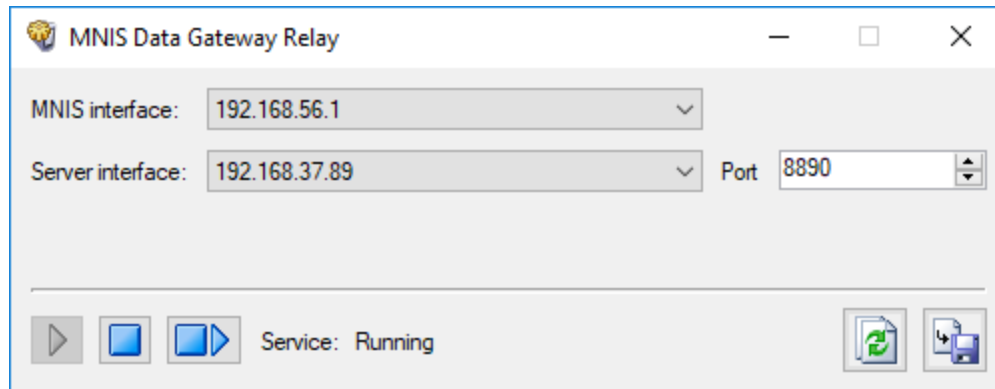 MNIS Data Gateway Relay
MNIS interface: 192.168.56.1
Server interface: 192.168.37.89 Port 8890
Service: Running